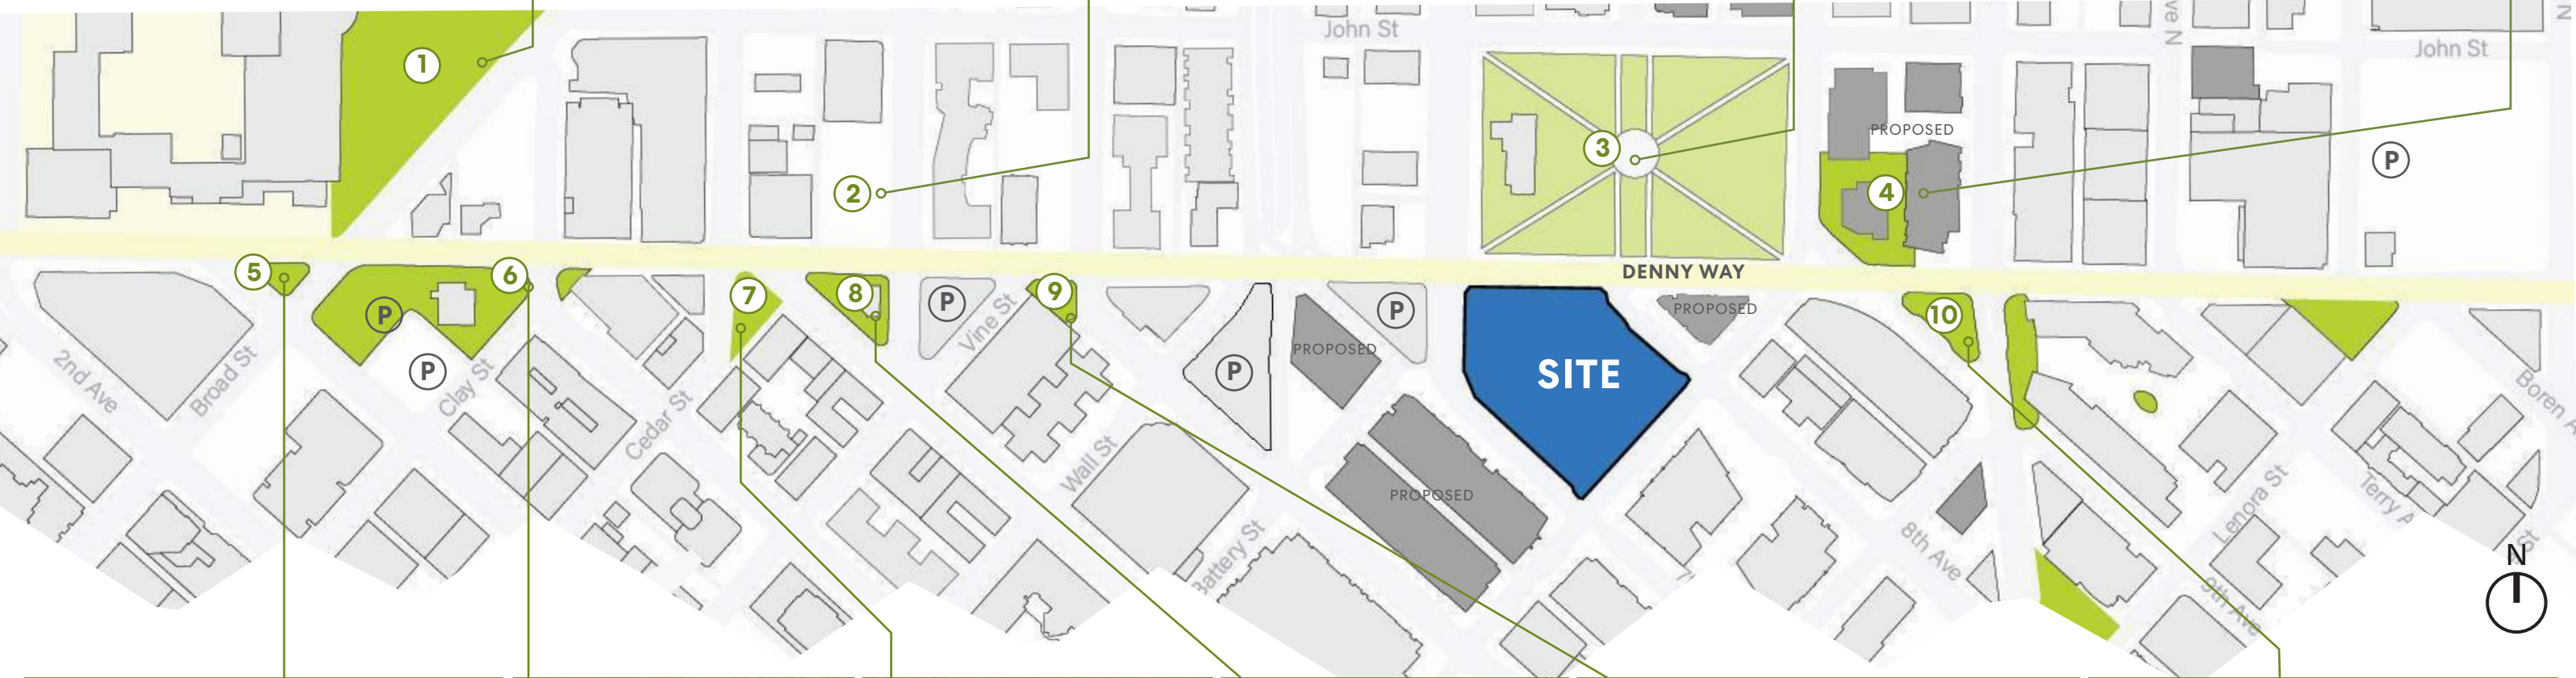 John St
ve N
N
John St
1
2
3
4
PROPOSED
P
DENNY WAY
5
6
7
8
9
10
P
P
P
P
P
PROPOSED
PROPOSED
SITE
PROPOSED
2nd Ave
Broad St
Clay St
Cedar St
Vine St
Wall St
Battery St
7
8th Ave
9th Ave
Lenora St
Terry A
Boren A
St
N